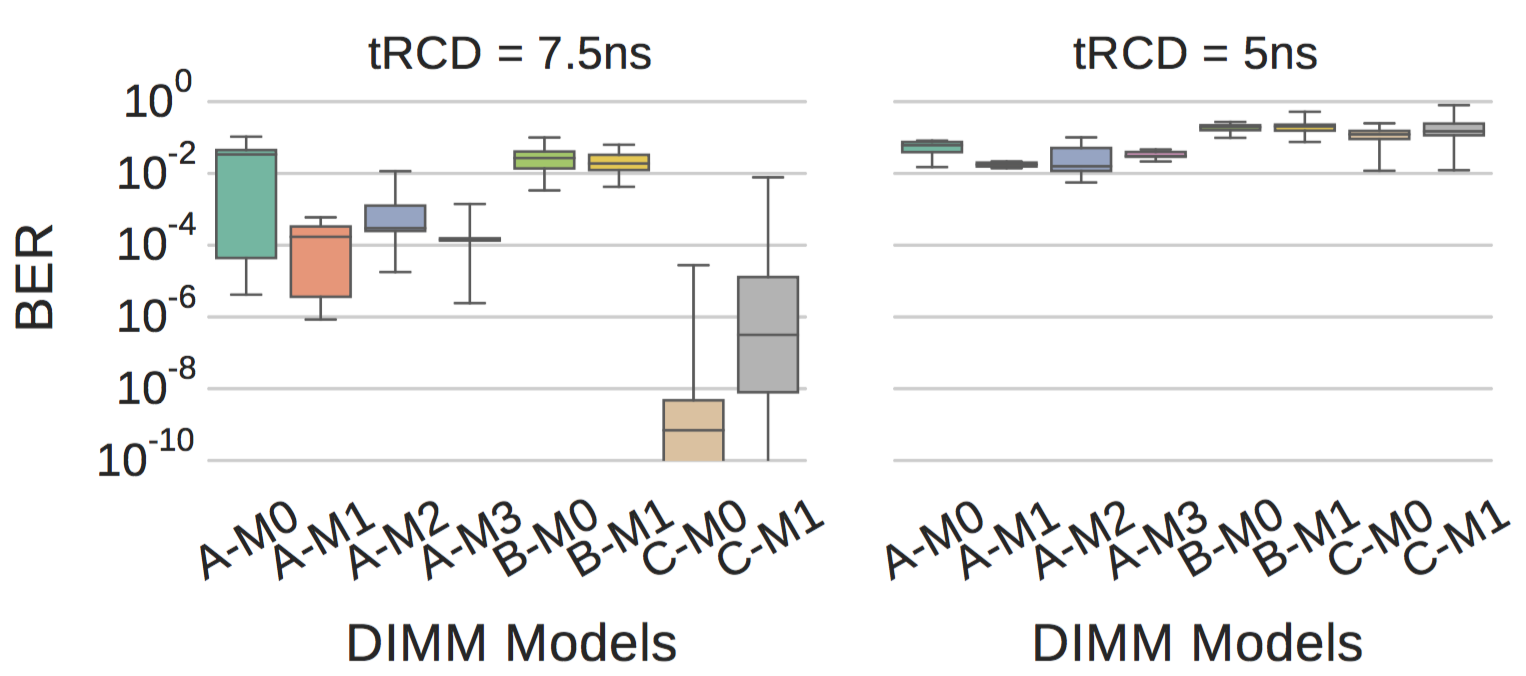 tRCD = 7.5ns
tRCD = 5ns
BER
10^0
10^-2
10^-4
10^-6
10^-8
10^-10
A-M0
A-M1
A-M2
A-M3
B-M0
B-M1
C-M0
C-M1
A-M0
A-M1
A-M2
A-M3
B-M0
B-M1
C-M0
C-M1
DIMM Models
DIMM Models